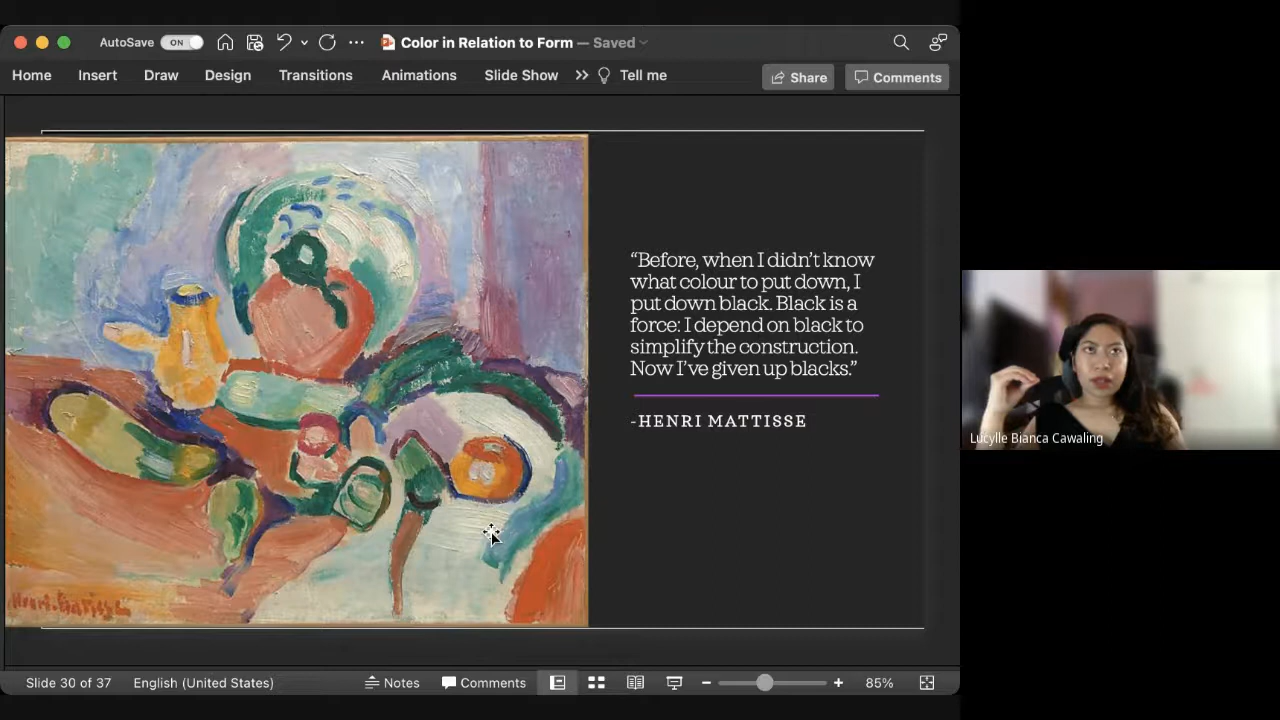 AutoSave ON Color in Relation to Form — Saved
Home Insert Draw Design Transitions Animations Slide Show Tell me Share Comments
“Before, when I didn’t know
what colour to put down, I
put down black. Black is a
force: I depend on black to
simplify the construction.
Now I’ve given up blacks.”
-HENRI MATTISSE
Henri-Matisse
Lucylle Bianca Cawaling
Slide 30 of 37 English (United States) Notes Comments 85%